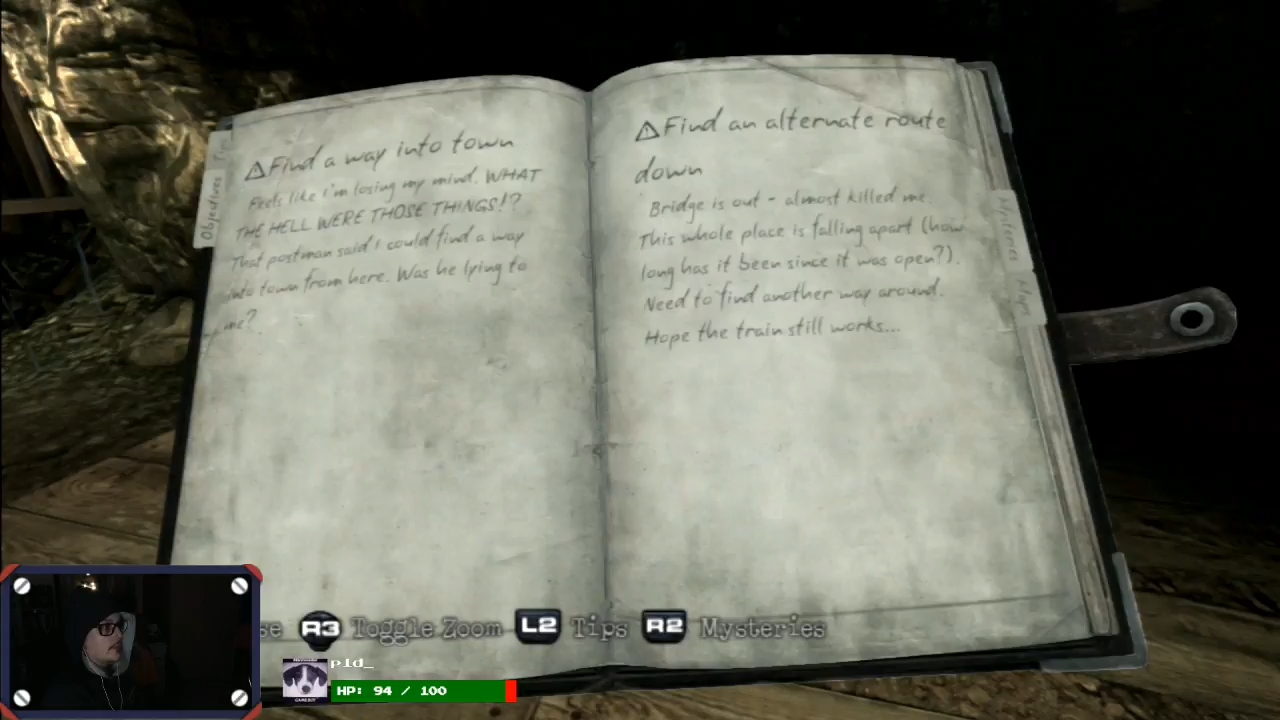 Objectives
⚠Find a way into town
Feels like I'm losing my mind. WHAT
THE HELL WERE THOSE THINGS!?
That postman said I could find a way
into town from here. Was he lying to
me?
⚠Find an alternate route
down
Bridge is out - almost killed me.
This whole place is falling apart (how
long has it been since it was open?).
Need to find another way around.
Hope the train still works...
Mysteries
Maps
se R3 Toggle Zoom L2 Tips R2 Mysteries
pld_
HP: 94 / 100